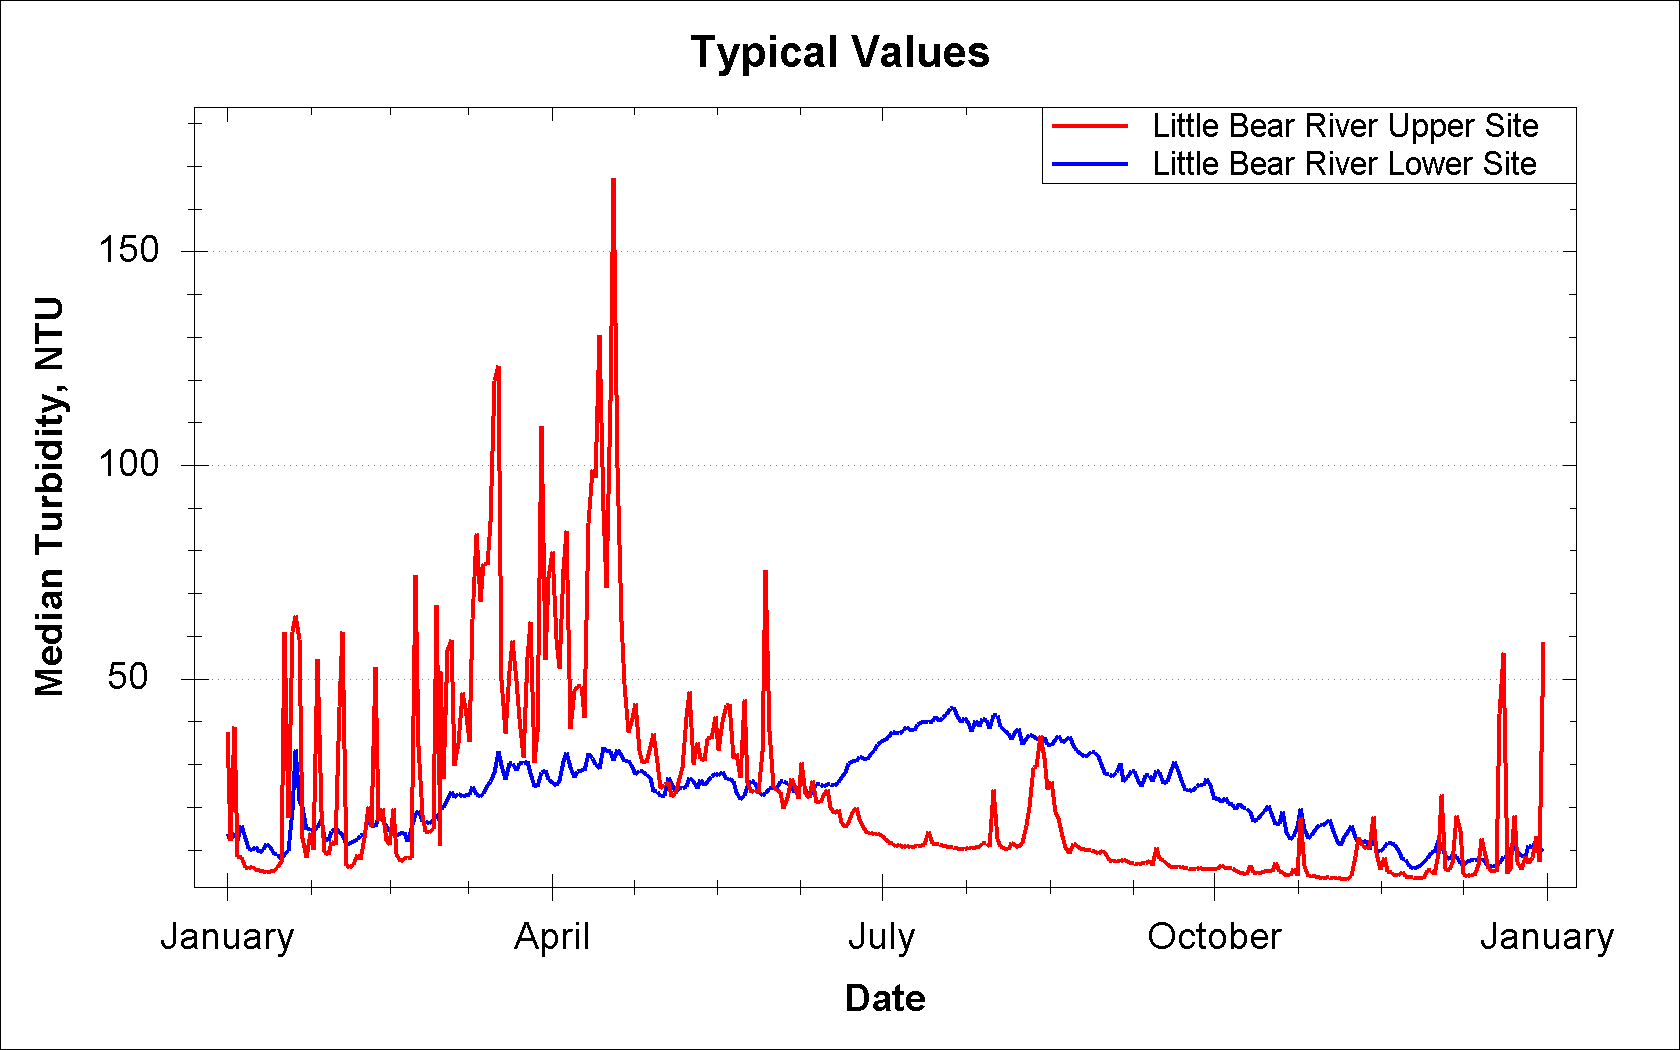 Typical Values
Little Bear River Upper Site
Little Bear River Lower Site
Median Turbidity, NTU
150
100
50
January
April
July
October
January
Date